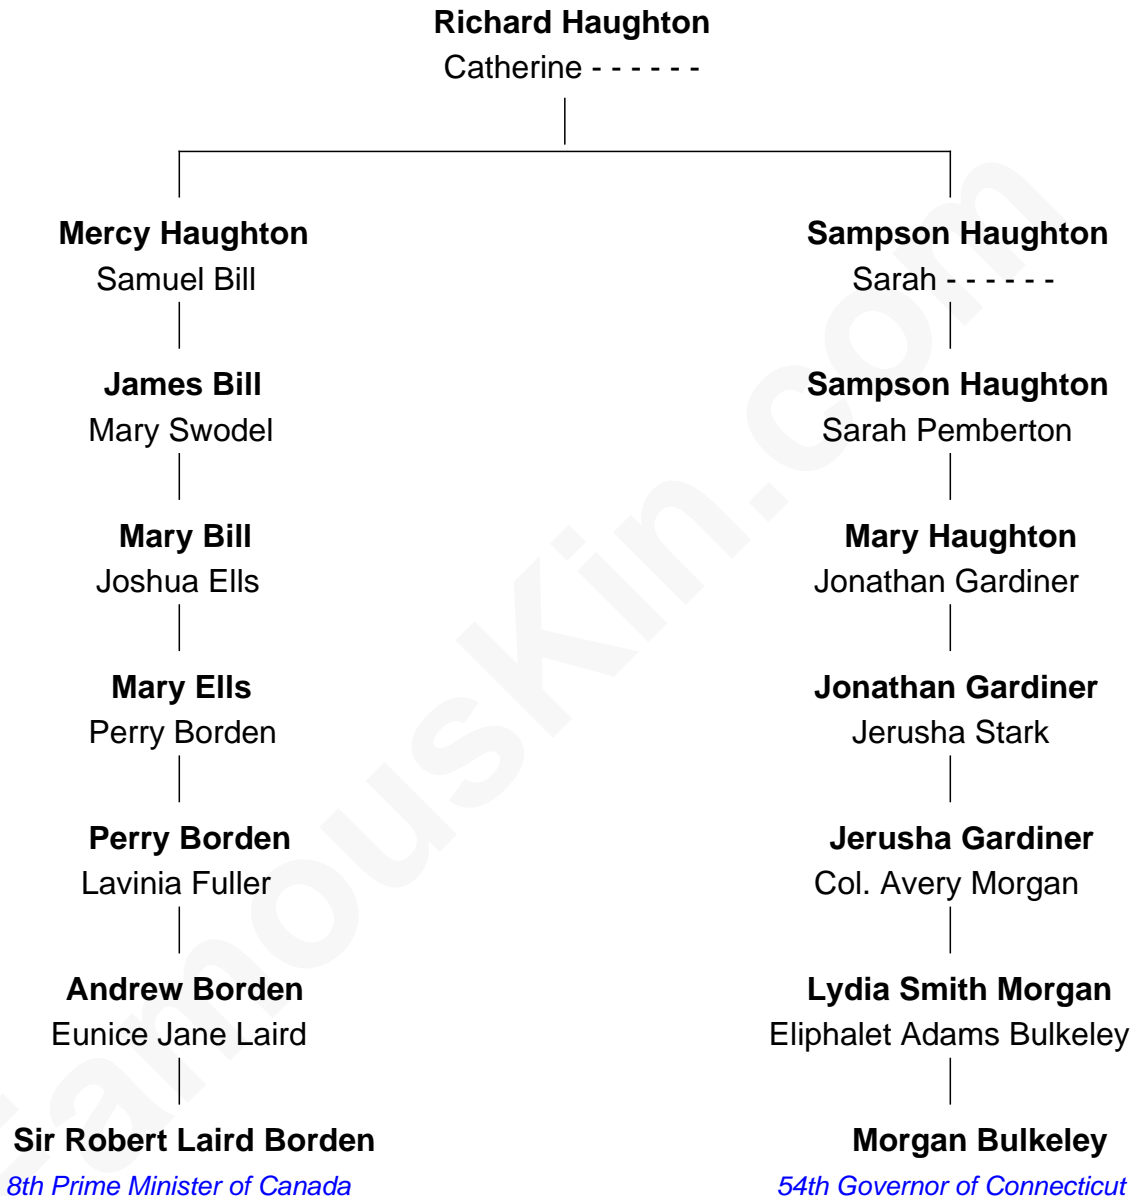 Richard Haughton
Catherine - - - - - -
Mercy Haughton
Samuel Bill
Sampson Haughton
Sarah - - - - - -
James Bill
Mary Swodel
Sampson Haughton
Sarah Pemberton
Mary Bill
Joshua Ells
Mary Haughton
Jonathan Gardiner
Mary Ells
Perry Borden
Jonathan Gardiner
Jerusha Stark
Perry Borden
Lavinia Fuller
Jerusha Gardiner
Col. Avery Morgan
Andrew Borden
Eunice Jane Laird
Lydia Smith Morgan
Eliphalet Adams Bulkeley
Sir Robert Laird Borden
8th Prime Minister of Canada
Morgan Bulkeley
54th Governor of Connecticut
FamousKin.com